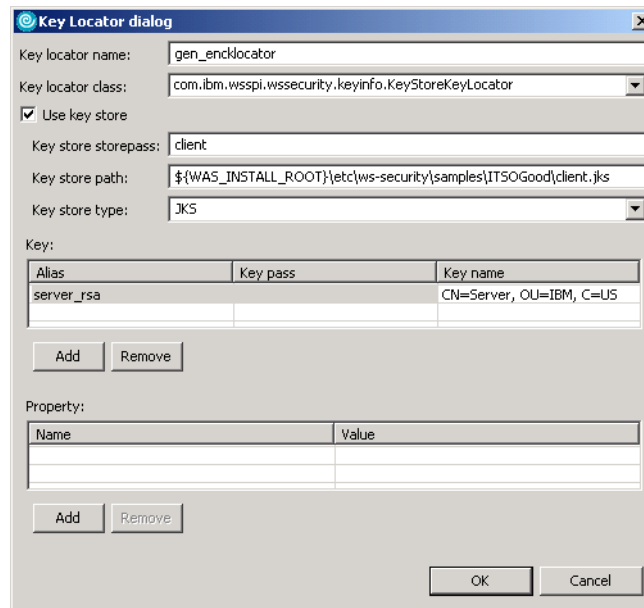 Key Locator dialog
Key locator name: gen_encklocator
Key locator class: com.ibm.wsspi.wssecurity.keyinfo.KeyStoreKeyLocator
Use key store
Key store storepass: client
Key store path: ${WAS_INSTALL_ROOT}\etc\ws-security\samples\ITSOGood\client.jks
Key store type: JKS
Key:
Alias Key pass Key name
server_rsa CN=Server, OU=IBM, C=US
Add Remove
Property:
Name Value
Add Remove
OK Cancel